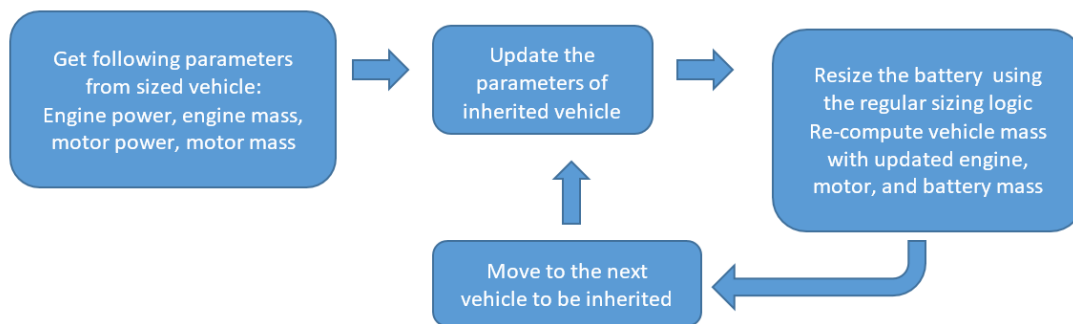 Get following parameters
from sized vehicle:
Engine power, engine mass,
motor power, motor mass
Update the
parameters of
inherited vehicle
Resize the battery using
the regular sizing logic
Re-compute vehicle mass
with updated engine,
motor, and battery mass
Move to the next
vehicle to be inherited